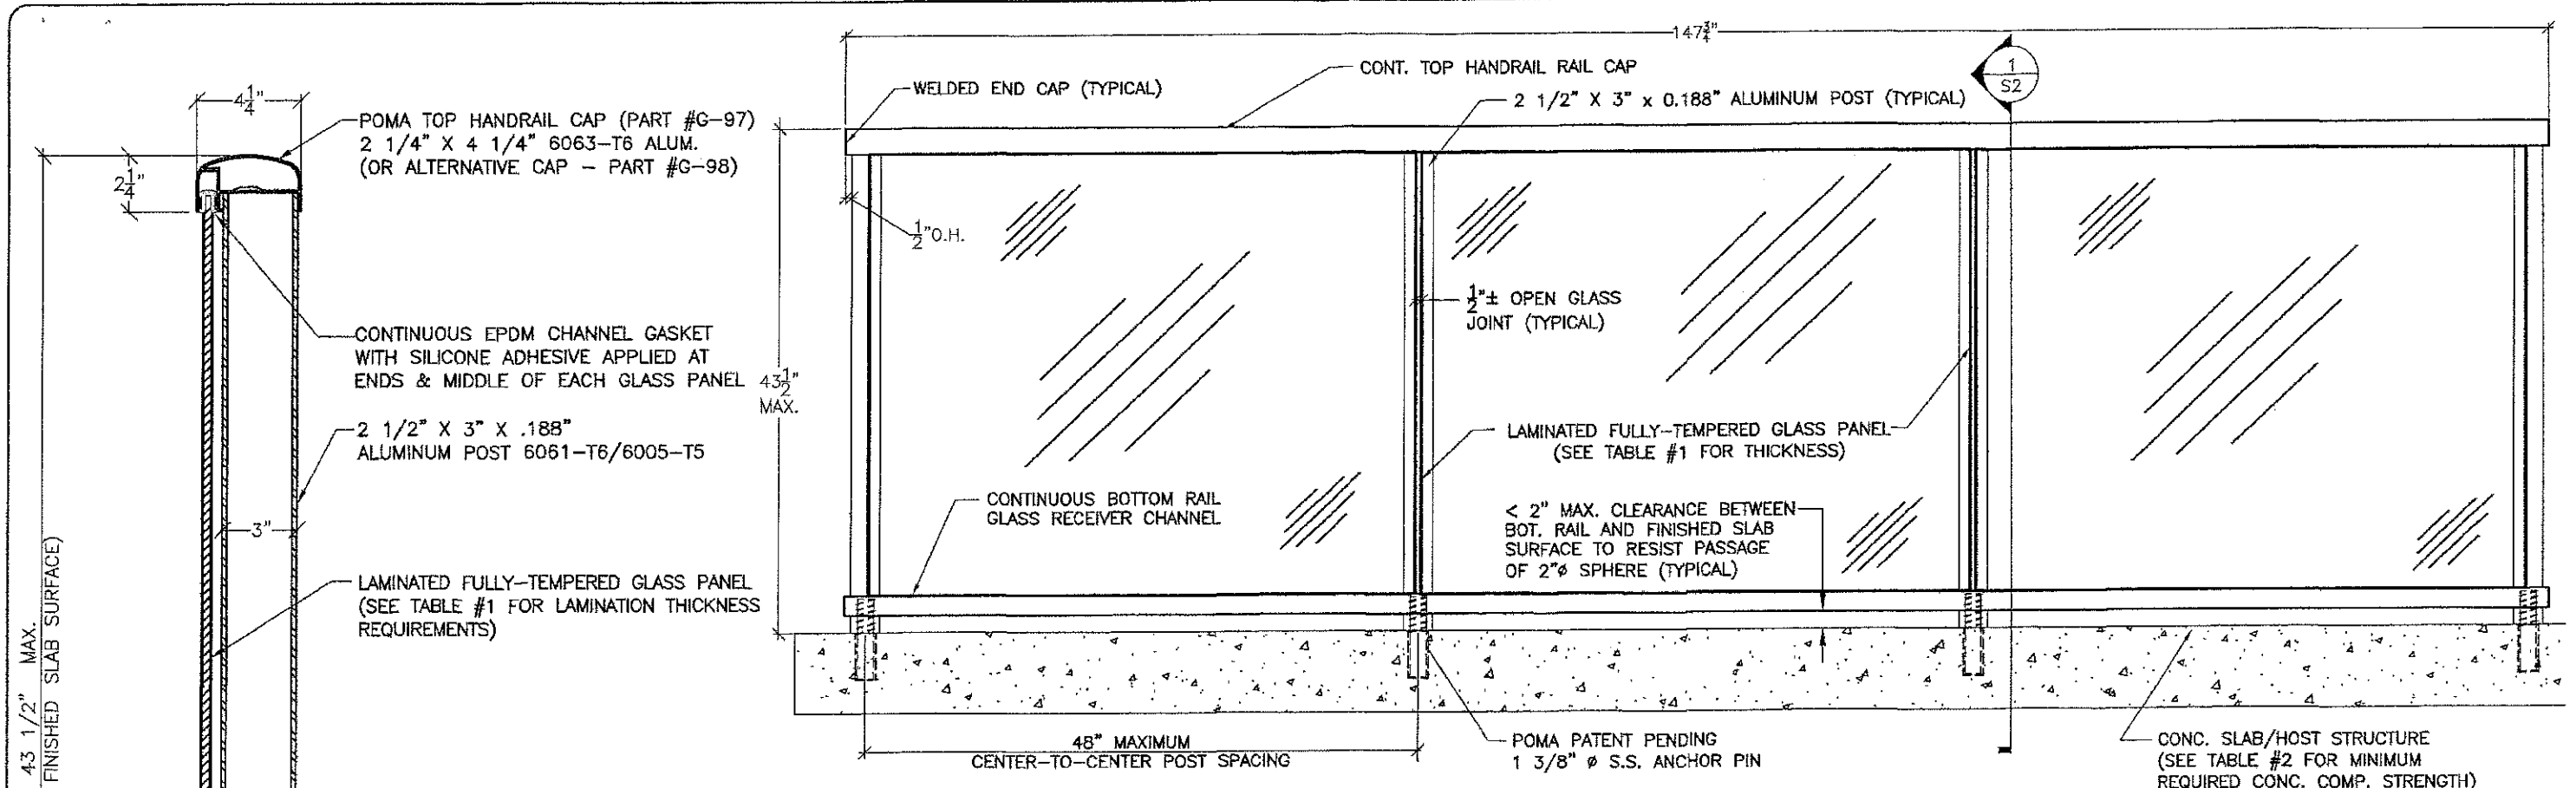 4 1/4"
POMA TOP HANDRAIL CAP (PART #G-97)
2 1/4" X 4 1/4" 6063-T6 ALUM.
(OR ALTERNATIVE CAP - PART #G-98)
2 1/4"
CONTINUOUS EPDM CHANNEL GASKET
WITH SILICONE ADHESIVE APPLIED AT
ENDS & MIDDLE OF EACH GLASS PANEL
2 1/2" X 3" X .188"
ALUMINUM POST 6061-T6/6005-T5
3"
LAMINATED FULLY-TEMPERED GLASS PANEL
(SEE TABLE #1 FOR LAMINATION THICKNESS
REQUIREMENTS)
43 1/2" MAX.
FINISHED SLAB SURFACE)
147 3/4"
WELDED END CAP (TYPICAL)
CONT. TOP HANDRAIL RAIL CAP
2 1/2" X 3" x 0.188" ALUMINUM POST (TYPICAL)
1
S2
1/2" O.H.
1/2"± OPEN GLASS
JOINT (TYPICAL)
43 1/2"
MAX.
LAMINATED FULLY-TEMPERED GLASS PANEL
(SEE TABLE #1 FOR THICKNESS)
CONTINUOUS BOTTOM RAIL
GLASS RECEIVER CHANNEL
< 2" MAX. CLEARANCE BETWEEN
BOT. RAIL AND FINISHED SLAB
SURFACE TO RESIST PASSAGE
OF 2"ø SPHERE (TYPICAL)
48" MAXIMUM
CENTER-TO-CENTER POST SPACING
POMA PATENT PENDING
1 3/8" ø S.S. ANCHOR PIN
CONC. SLAB/HOST STRUCTURE
(SEE TABLE #2 FOR MINIMUM
REQUIRED CONC. COMP. STRENGTH)